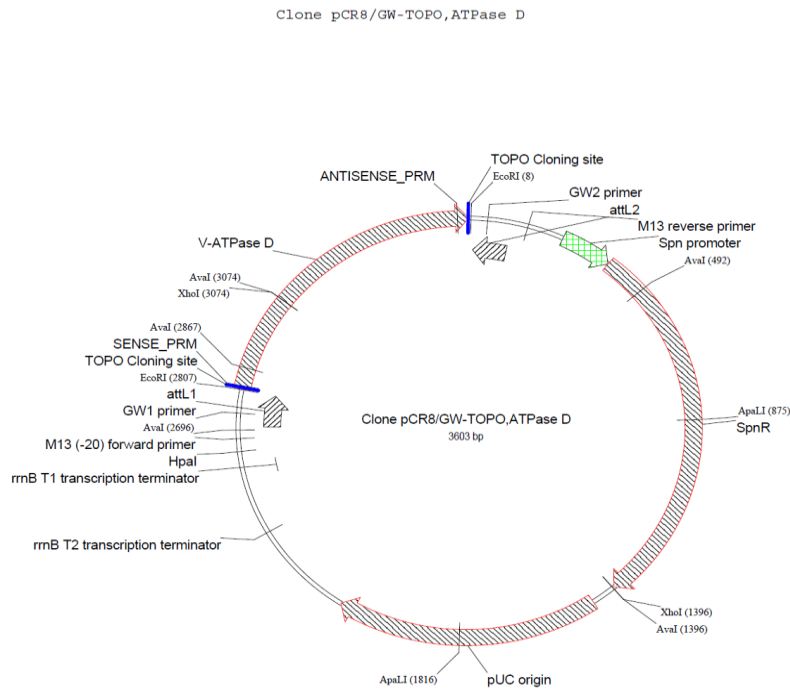 Clone pCR8/GW-TOPO,ATPase D
TOPO Cloning site
EcoRI (8)
ANTISENSE_PRM
GW2 primer
attL2
M13 reverse primer
Spn promoter
AvaI (492)
V-ATPase D
AvaI (3074)
XhoI (3074)
AvaI (2867)
SENSE_PRM
TOPO Cloning site
EcoRI (2807)
attL1
GW1 primer
AvaI (2696)
M13 (-20) forward primer
HpaI
rrnB T1 transcription terminator
rrnB T2 transcription terminator
Clone pCR8/GW-TOPO,ATPase D
3603 bp
ApaLI (875)
SpnR
XhoI (1396)
AvaI (1396)
ApaLI (1816)
pUC origin